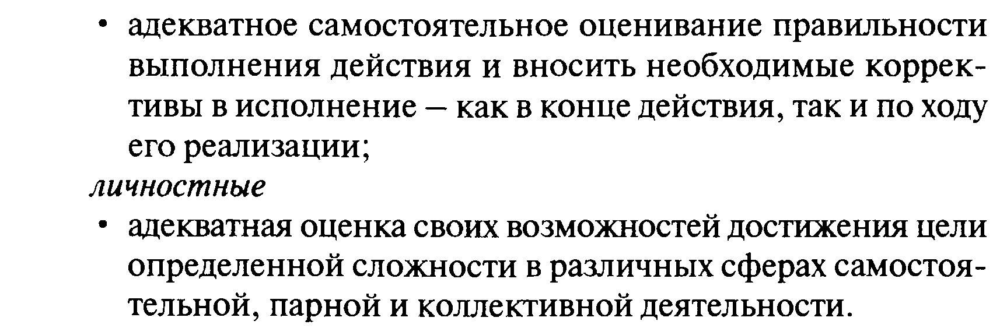 • адекватное самостоятельное оценивание правильности
выполнения действия и вносить необходимые коррек-
тивы в исполнение – как в конце действия, так и по ходу
его реализации;
личностные
• адекватная оценка своих возможностей достижения цели
определенной сложности в различных сферах самостоя-
тельной, парной и коллективной деятельности.